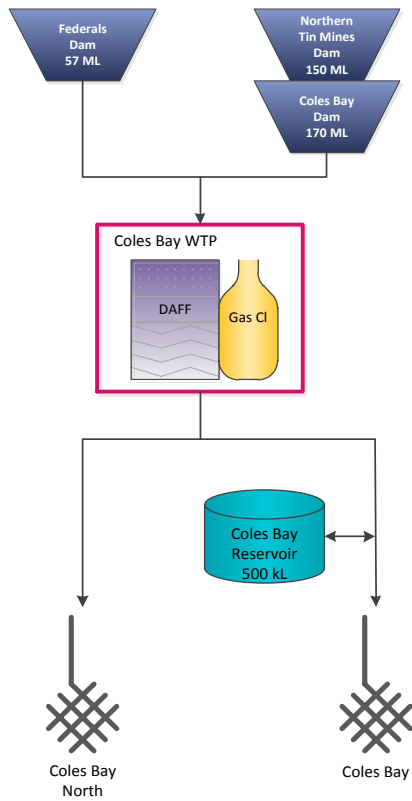 Federals
Dam
57 ML
Northern
Tin Mines
Dam
150 ML
Coles Bay
Dam
170 ML
Coles Bay WTP
DAFF
Gas Cl
Coles Bay
Reservoir
500 kL
Coles Bay
North
Coles Bay